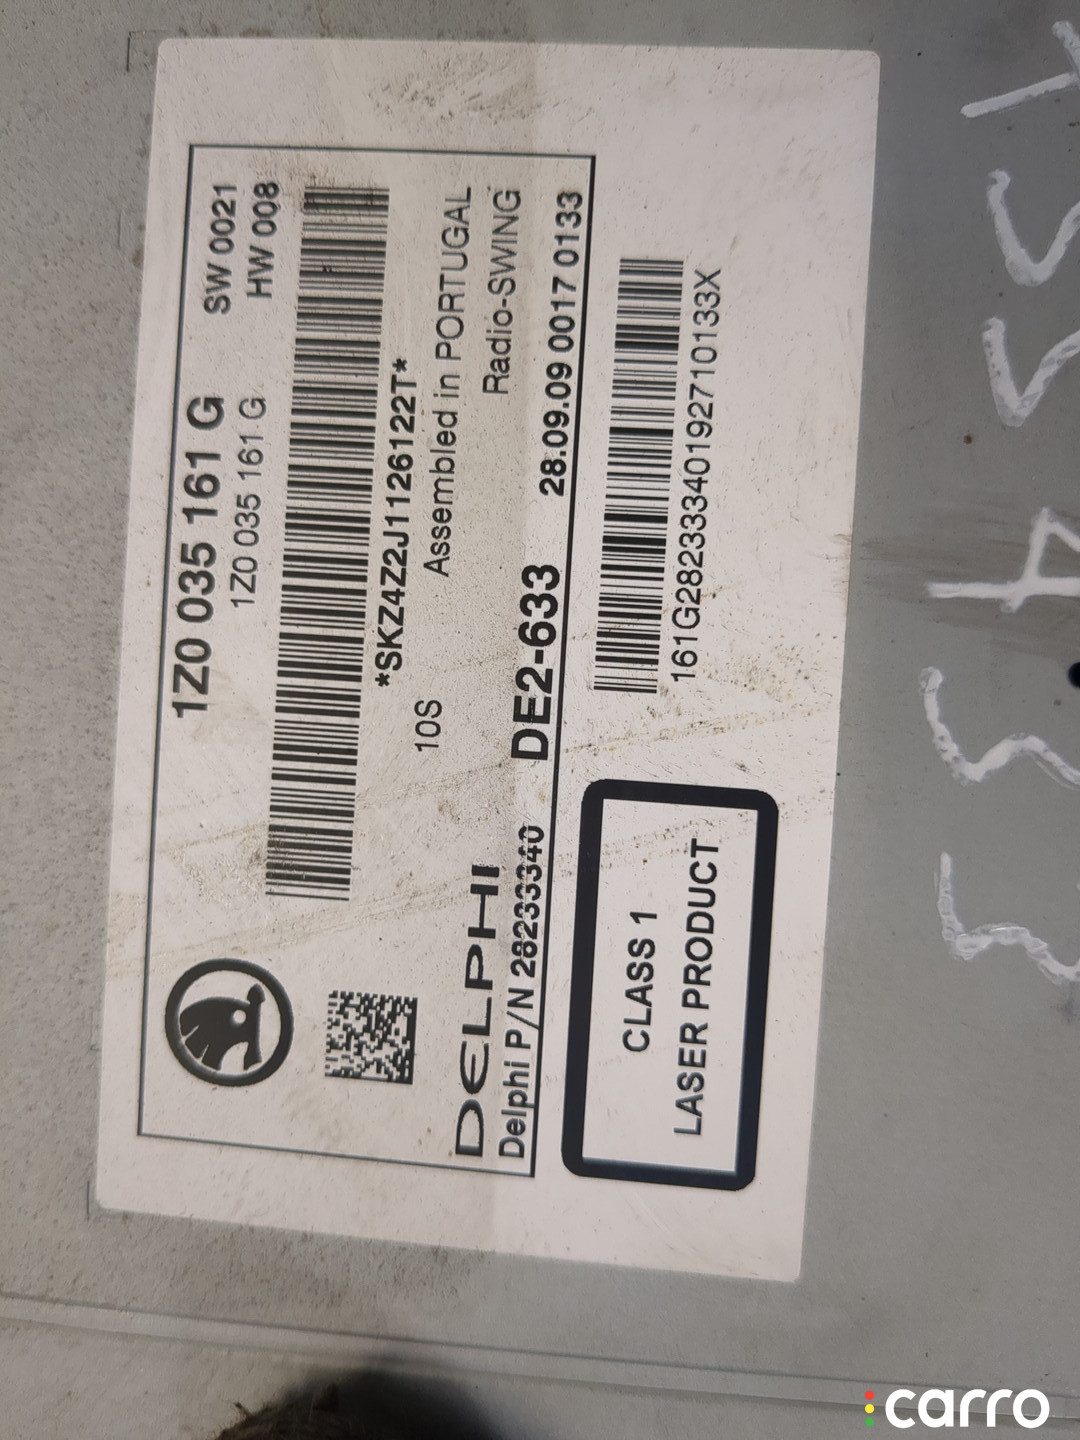 1Z0 035 161 G
SW 0021
1Z0 035 161 G
HW 008
*SKZ4Z2J1126122T*
10S
Assembled in PORTUGAL
DELPHI
Radio-SWING
Delphi P/N 28233340
DE2-633
28.09.09 0017 0133
161G28233340192710133X
CLASS 1
LASER PRODUCT
carro